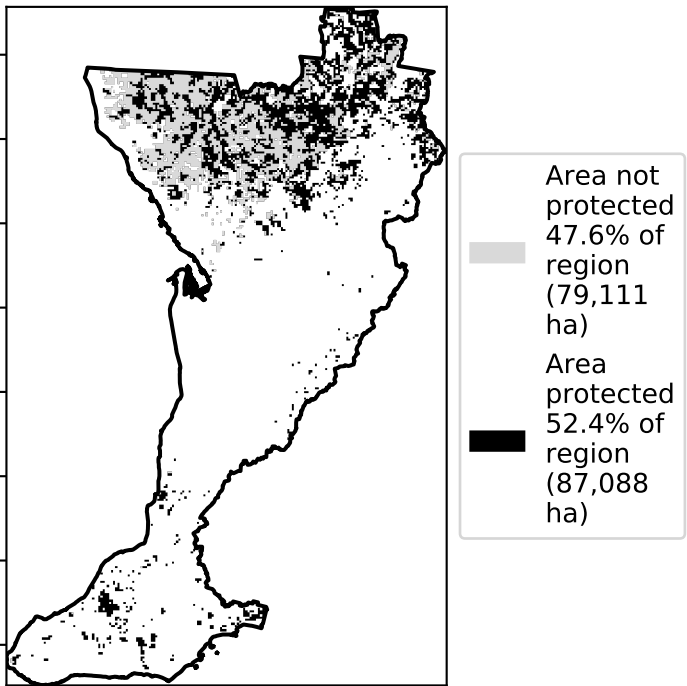 Area not
protected
47.6% of
region
(79,111
ha)
Area
protected
52.4% of
region
(87,088
ha)